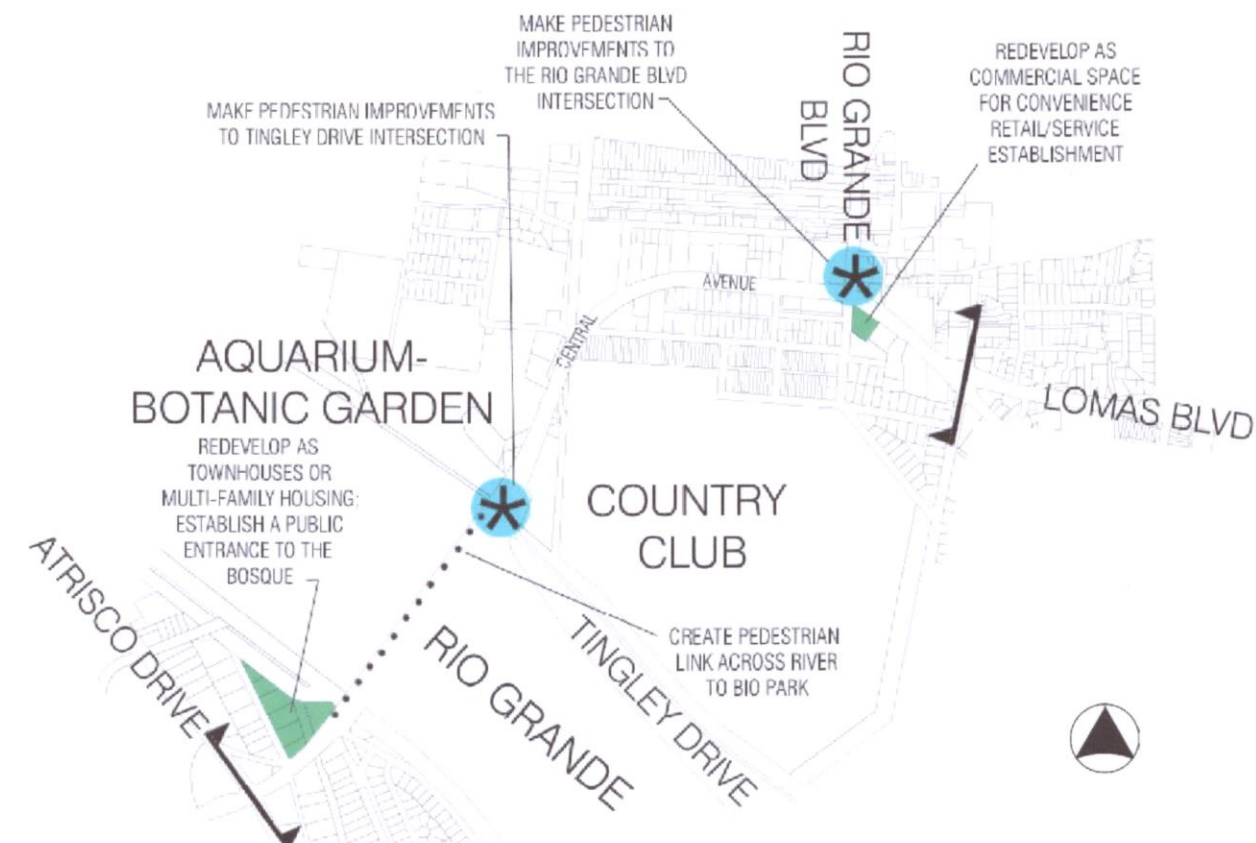 MAKE PEDESTRIAN
IMPROVEMENTS TO
THE RIO GRANDE BLVD
INTERSECTION
RIO GRANDE
BLVD
REDEVELOP AS
COMMERCIAL SPACE
FOR CONVENIENCE
RETAIL/SERVICE
ESTABLISHMENT
MAKE PEDESTRIAN IMPROVEMENTS
TO TINGLEY DRIVE INTERSECTION
AVENUE
CENTRAL
AQUARIUM-
BOTANIC GARDEN
LOMAS BLVD
REDEVELOP AS
TOWNHOUSES OR
MULTI-FAMILY HOUSING;
ESTABLISH A PUBLIC
ENTRANCE TO THE
BOSQUE
COUNTRY
CLUB
ATRISCO DRIVE
RIO GRANDE
TINGLEY DRIVE
CREATE PEDESTRIAN
LINK ACROSS RIVER
TO BIO PARK